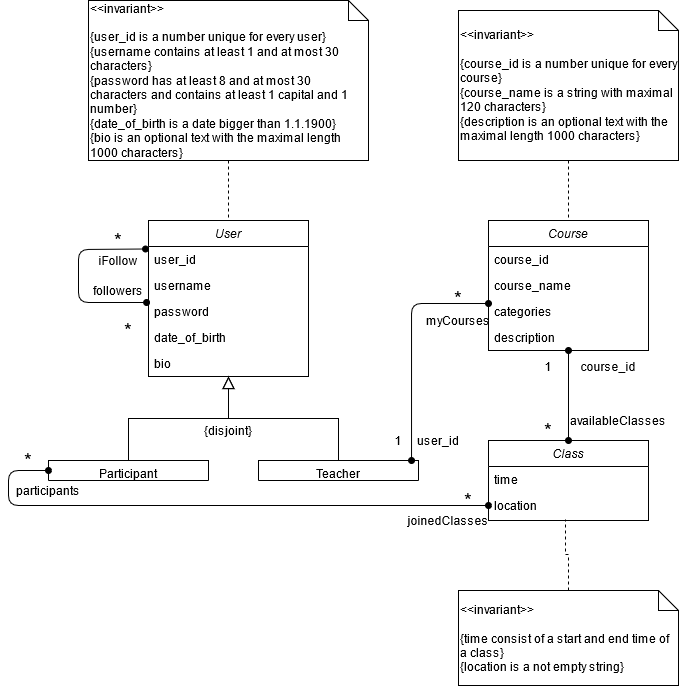 <<invariant>>
{user_id is a number unique for every user}
{username contains at least 1 and at most 30
characters}
{password has at least 8 and at most 30
characters and contains at least 1 capital and 1
number}
{date_of_birth is a date bigger than 1.1.1900}
{bio is an optional text with the maximal length
1000 characters}
<<invariant>>
{course_id is a number unique for every
course}
{course_name is a string with maximal
120 characters}
{description is an optional text with the
maximal length 1000 characters}
User
user_id
username
password
date_of_birth
bio
*
iFollow
followers
*
Course
course_id
course_name
categories
description
*
myCourses
1
course_id
{disjoint}
1
user_id
*
availableClasses
Participant
Teacher
*
participants
Class
time
location
*
joinedClasses
<<invariant>>
{time consist of a start and end time of
a class}
{location is a not empty string}